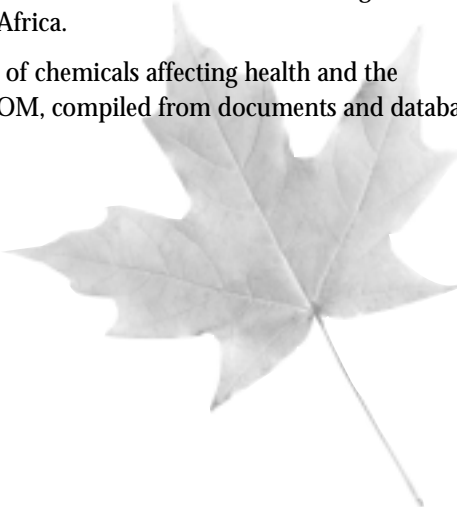 Africa.
of chemicals affecting health and the
OM, compiled from documents and databa